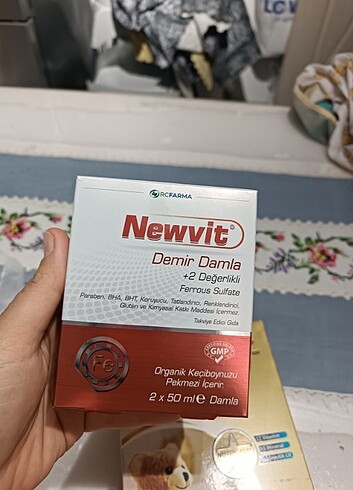 RCFARMA
Newvit
Demir Damla
+2 Değerlikli
Ferrous Sulfate
Paraben, BHA, BHT, Koruyucu, Tatlandırıcı, Renklendirici,
Gluten ve Kimyasal Katkı Maddesi İçermez.
Takviye Edici Gıda
GMP
Fe
Organik Keçiboynuzu
Pekmezi İçerir.
2 x 50 ml e Damla
LCW